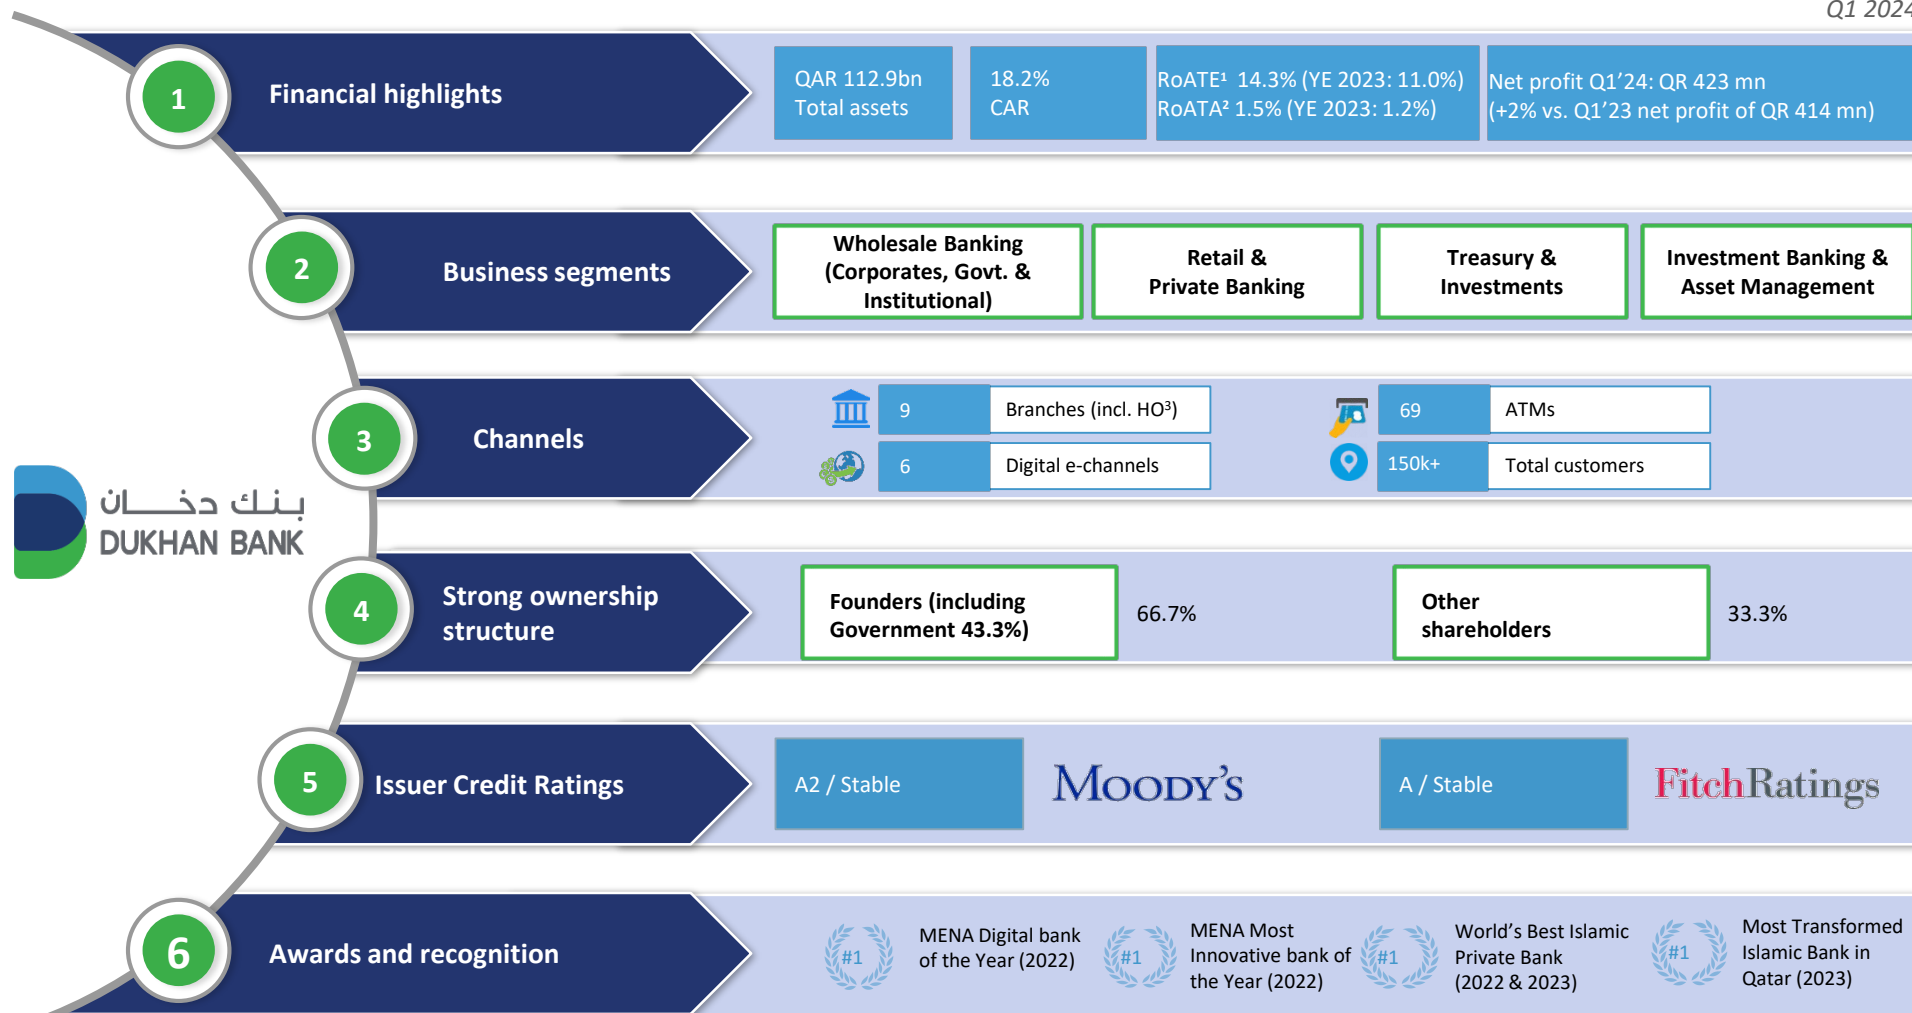 Q1 2024
1
Financial highlights
QAR 112.9bn
Total assets
18.2%
CAR
RoATE¹ 14.3% (YE 2023: 11.0%)
RoATA² 1.5% (YE 2023: 1.2%)
Net profit Q1’24: QR 423 mn
(+2% vs. Q1’23 net profit of QR 414 mn)
2
Business segments
Wholesale Banking
(Corporates, Govt. &
Institutional)
Retail &
Private Banking
Treasury &
Investments
Investment Banking &
Asset Management
3
Channels
9
Branches (incl. HO³)
69
ATMs
6
Digital e-channels
150k+
Total customers
بنك دخان
DUKHAN BANK
4
Strong ownership
structure
Founders (including
Government 43.3%)
66.7%
Other
shareholders
33.3%
5
Issuer Credit Ratings
A2 / Stable
MOODY’S
A / Stable
FitchRatings
6
Awards and recognition
#1
MENA Digital bank
of the Year (2022)
#1
MENA Most
Innovative bank of
the Year (2022)
#1
World’s Best Islamic
Private Bank
(2022 & 2023)
#1
Most Transformed
Islamic Bank in
Qatar (2023)